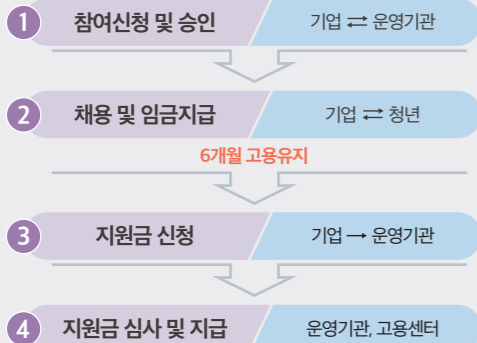 1 참여신청 및 승인 기업 ⇄ 운영기관
2 채용 및 임금지급 기업 ⇄ 청년
6개월 고용유지
3 지원금 신청 기업 → 운영기관
4 지원금 심사 및 지급 운영기관, 고용센터